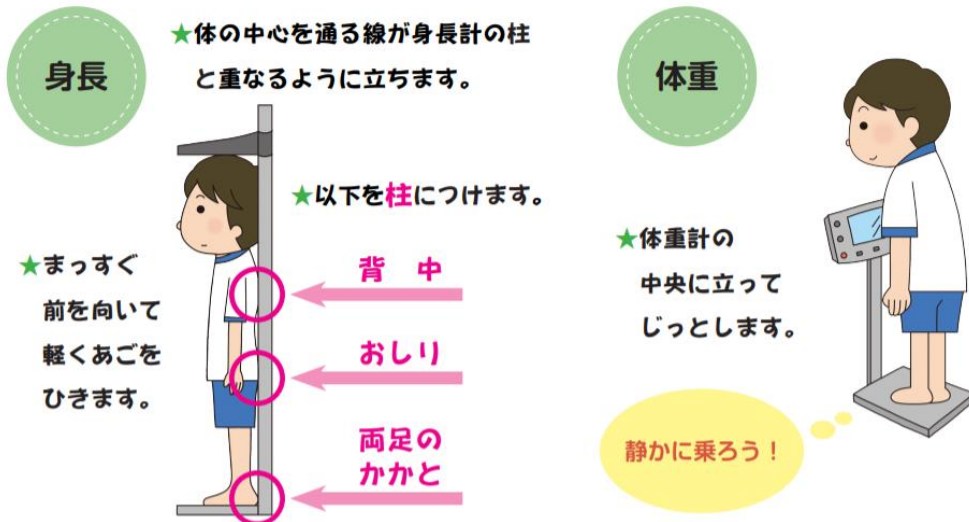 身長
★体の中心を通る線が身長計の柱
と重なるように立ちます。
★以下を柱につけます。
★まっすぐ
前を向いて
軽くあごを
ひきます。
背 中
おしり
両足の
かかと
体重
★体重計の
中央に立って
じっとします。
静かに乗ろう！